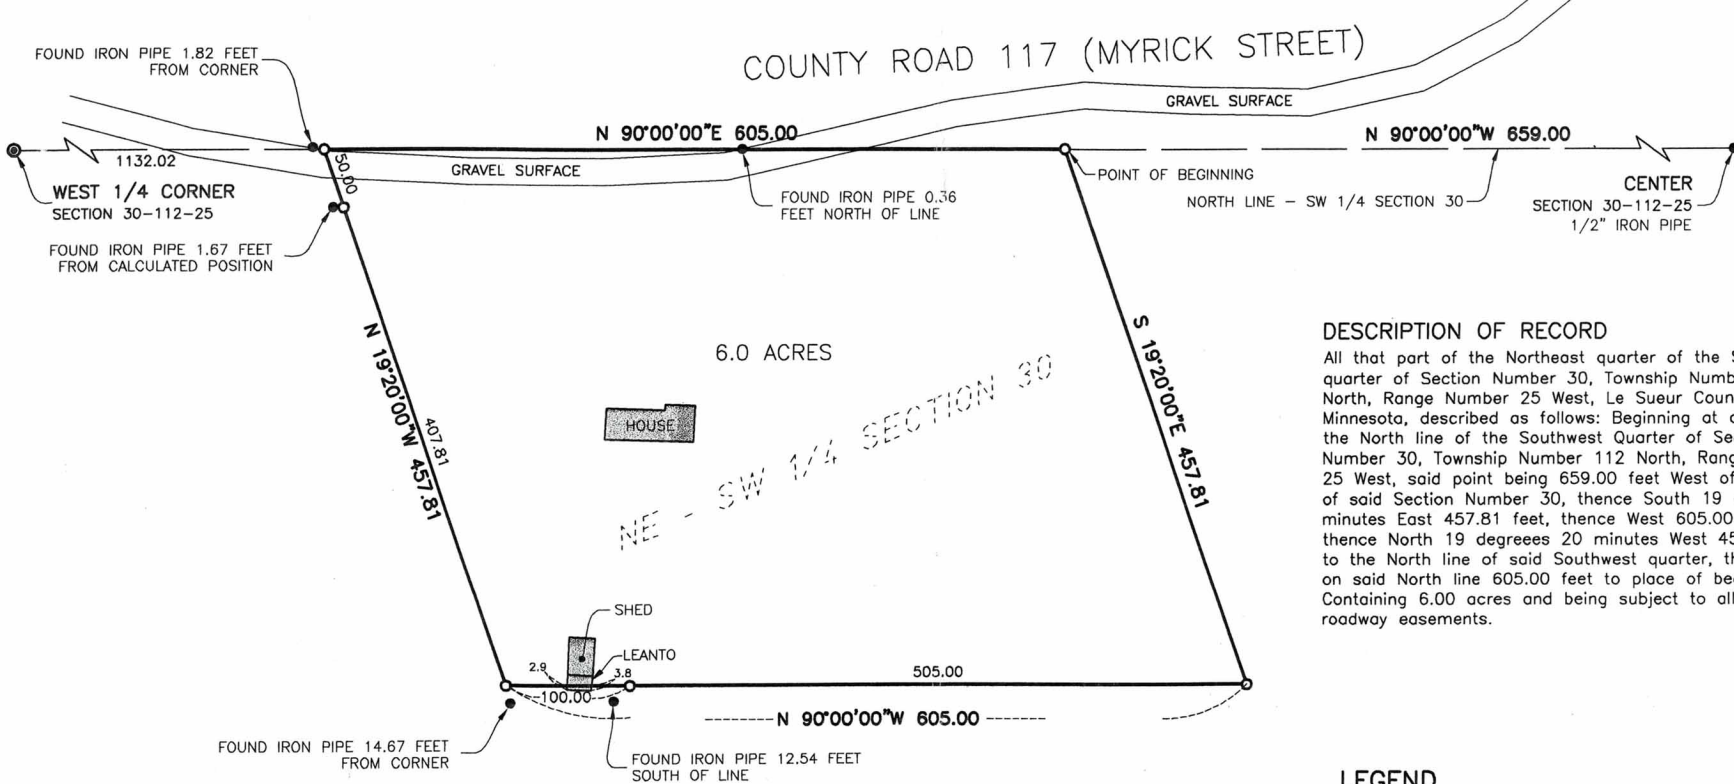 FOUND IRON PIPE 1.82 FEET
FROM CORNER
COUNTY ROAD 117 (MYRICK STREET)
GRAVEL SURFACE
N 90°00'00"E 605.00
N 90°00'00"W 659.00
1132.02
WEST 1/4 CORNER
SECTION 30-112-25
50.00
GRAVEL SURFACE
POINT OF BEGINNING
FOUND IRON PIPE 0.36
FEET NORTH OF LINE
NORTH LINE - SW 1/4 SECTION 30
CENTER
SECTION 30-112-25
1/2" IRON PIPE
FOUND IRON PIPE 1.67 FEET
FROM CALCULATED POSITION
N 19°20'00"W 457.81
407.81
6.0 ACRES
S 19°20'00"E 457.81
HOUSE
NE - SW 1/4 SECTION 30
DESCRIPTION OF RECORD
All that part of the Northeast quarter of the
quarter of Section Number 30, Township
North, Range Number 25 West, Le Sueur
Minnesota, described as follows: Beginning at
the North line of the Southwest Quarter of
Number 30, Township Number 112 North,
25 West, said point being 659.00 feet West of
of said Section Number 30, thence South 19
minutes East 457.81 feet, thence West 605.00
thence North 19 degreees 20 minutes West
to the North line of said Southwest quarter,
on said North line 605.00 feet to place of
Containing 6.00 acres and being subject to all
roadway easements.
SHED
LEANTO
2.9
3.8
100.00
505.00
N 90°00'00"W 605.00
FOUND IRON PIPE 14.67 FEET
FROM CORNER
FOUND IRON PIPE 12.54 FEET
SOUTH OF LINE
LEGEND